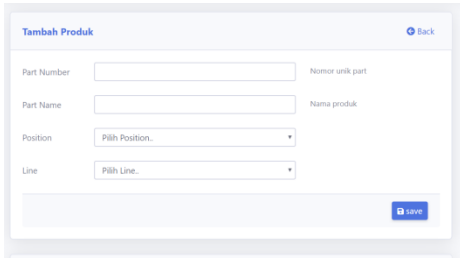 Tambah Produk
Back
Part Number
Nomor unik part
Part Name
Nama produk
Position
Pilih Position..
Line
Pilih Line..
save